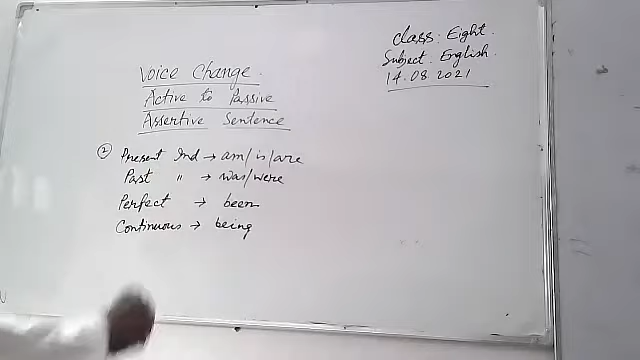 Class: Eight.
Subject. English.
14.08.2021
Voice Change.
Active to Passive
Assertive Sentence
② Present Ind → am/is/are
Past " → was/were
Perfect → been
Continuous → being